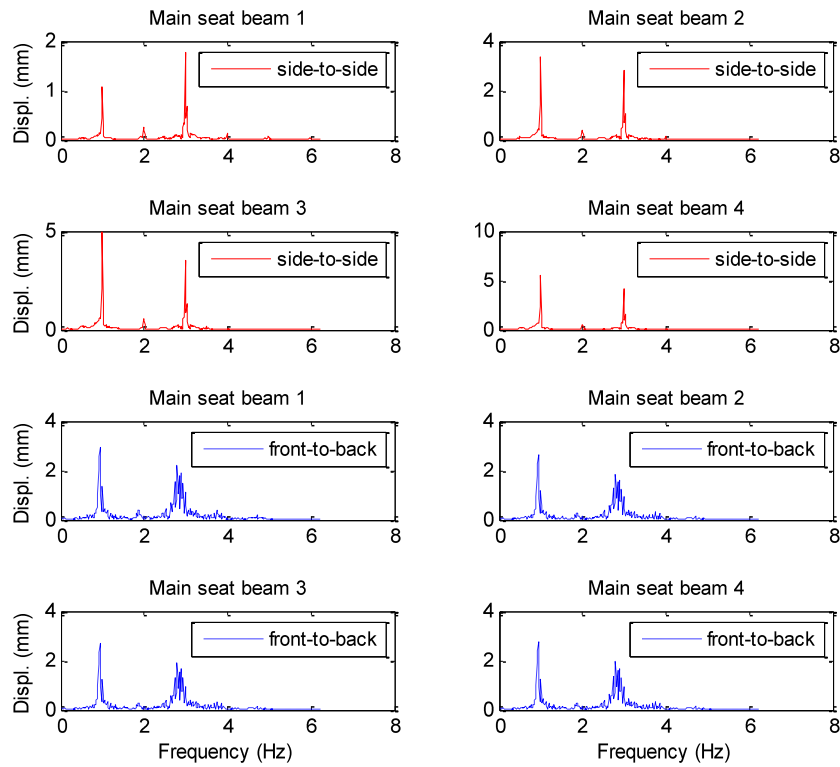 Main seat beam 1
Main seat beam 2
Displ. (mm)
2
1
0
side-to-side
0 2 4 6 8
4
2
0
side-to-side
0 2 4 6 8
Main seat beam 3
Main seat beam 4
Displ. (mm)
5
0
side-to-side
0 2 4 6 8
10
5
0
side-to-side
0 2 4 6 8
Main seat beam 1
Main seat beam 2
Displ. (mm)
4
2
0
front-to-back
0 2 4 6 8
4
2
0
front-to-back
0 2 4 6 8
Main seat beam 3
Main seat beam 4
Displ. (mm)
4
2
0
front-to-back
0 2 4 6 8
Frequency (Hz)
4
2
0
front-to-back
0 2 4 6 8
Frequency (Hz)